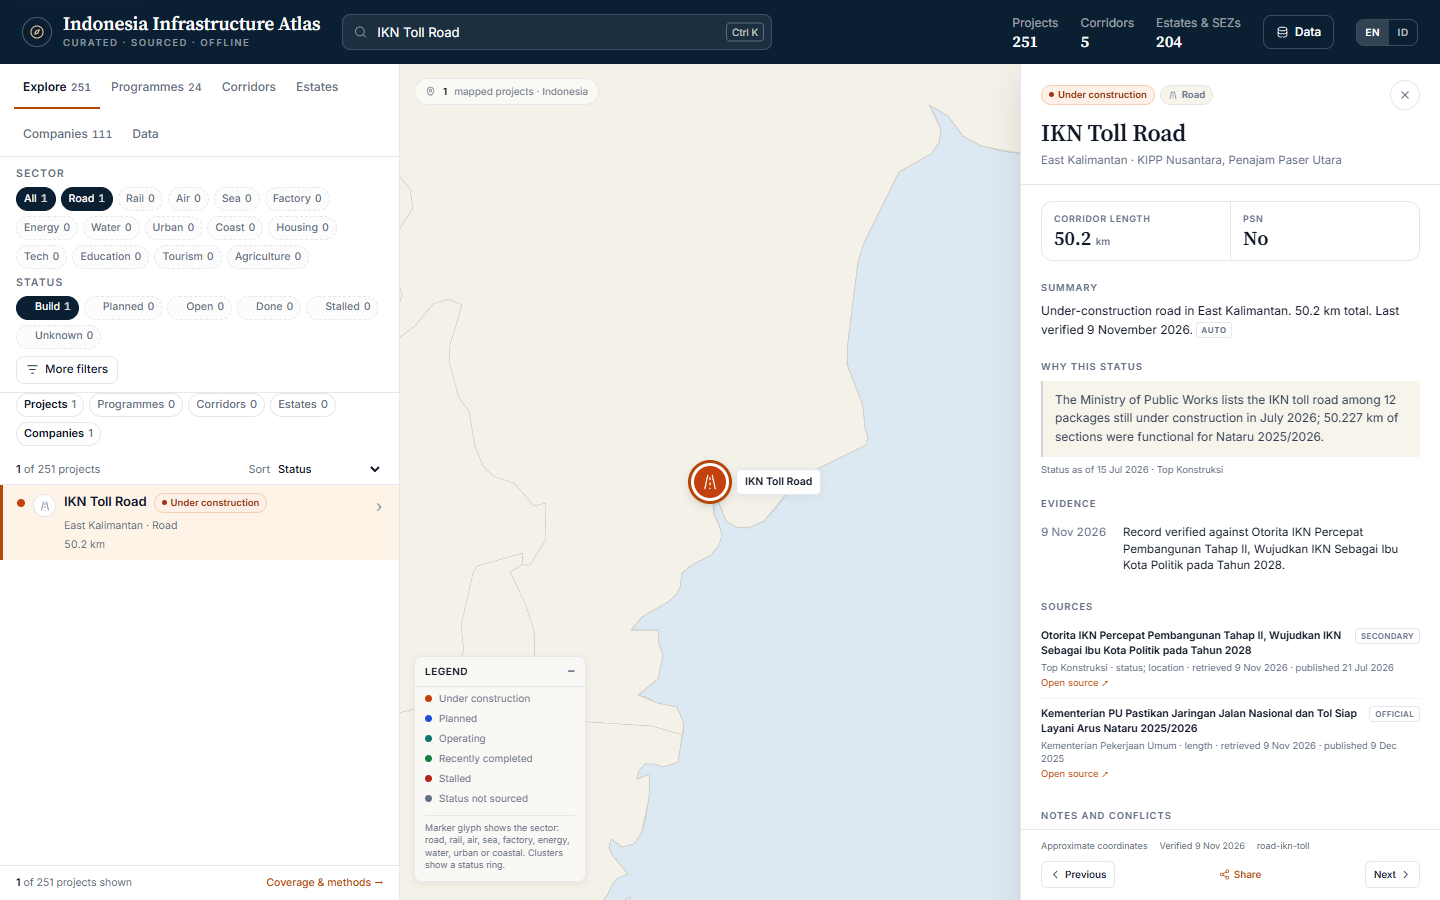 Indonesia Infrastructure Atlas
CURATED · SOURCED · OFFLINE
IKN Toll Road
Ctrl K
Projects
251
Corridors
5
Estates & SEZs
204
Data
EN
ID
Explore 251
Programmes 24
Corridors
Estates
Companies 111
Data
SECTOR
All 1
Road 1
Rail 0
Air 0
Sea 0
Factory 0
Energy 0
Water 0
Urban 0
Coast 0
Housing 0
Tech 0
Education 0
Tourism 0
Agriculture 0
STATUS
Build 1
Planned 0
Open 0
Done 0
Stalled 0
Unknown 0
More filters
Projects 1
Programmes 0
Corridors 0
Estates 0
Companies 1
1 of 251 projects
Sort Status
IKN Toll Road
Under construction
East Kalimantan · Road
50.2 km
1 of 251 projects shown
Coverage & methods →
1 mapped projects · Indonesia
IKN Toll Road
LEGEND
Under construction
Planned
Operating
Recently completed
Stalled
Status not sourced
Marker glyph shows the sector:
road, rail, air, sea, factory, energy,
water, urban or coastal. Clusters
show a status ring.
Under construction
Road
IKN Toll Road
East Kalimantan · KIPP Nusantara, Penajam Paser Utara
CORRIDOR LENGTH
50.2 km
PSN
No
SUMMARY
Under-construction road in East Kalimantan. 50.2 km total. Last
verified 9 November 2026. AUTO
WHY THIS STATUS
The Ministry of Public Works lists the IKN toll road among 12
packages still under construction in July 2026; 50.227 km of
sections were functional for Nataru 2025/2026.
Status as of 15 Jul 2026 · Top Konstruksi
EVIDENCE
9 Nov 2026
Record verified against Otorita IKN Percepat
Pembangunan Tahap II, Wujudkan IKN Sebagai Ibu
Kota Politik pada Tahun 2028.
SOURCES
Otorita IKN Percepat Pembangunan Tahap II, Wujudkan IKN
Sebagai Ibu Kota Politik pada Tahun 2028
SECONDARY
Top Konstruksi · status; location · retrieved 9 Nov 2026 · published 21 Jul 2026
Open source ↗
Kementerian PU Pastikan Jaringan Jalan Nasional dan Tol Siap
Layani Arus Nataru 2025/2026
OFFICIAL
Kementerian Pekerjaan Umum · length · retrieved 9 Nov 2026 · published 9 Dec
2025
Open source ↗
NOTES AND CONFLICTS
Approximate coordinates
Verified 9 Nov 2026
road-ikn-toll
Previous
Share
Next